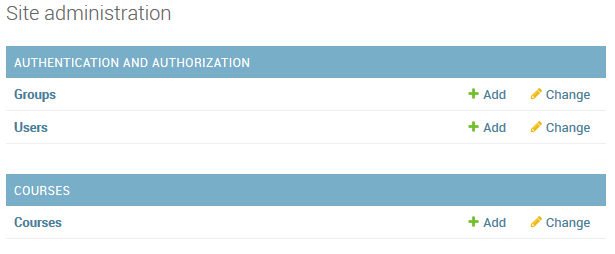 Site administration
AUTHENTICATION AND AUTHORIZATION
Groups Add Change
Users Add Change
COURSES
Courses Add Change